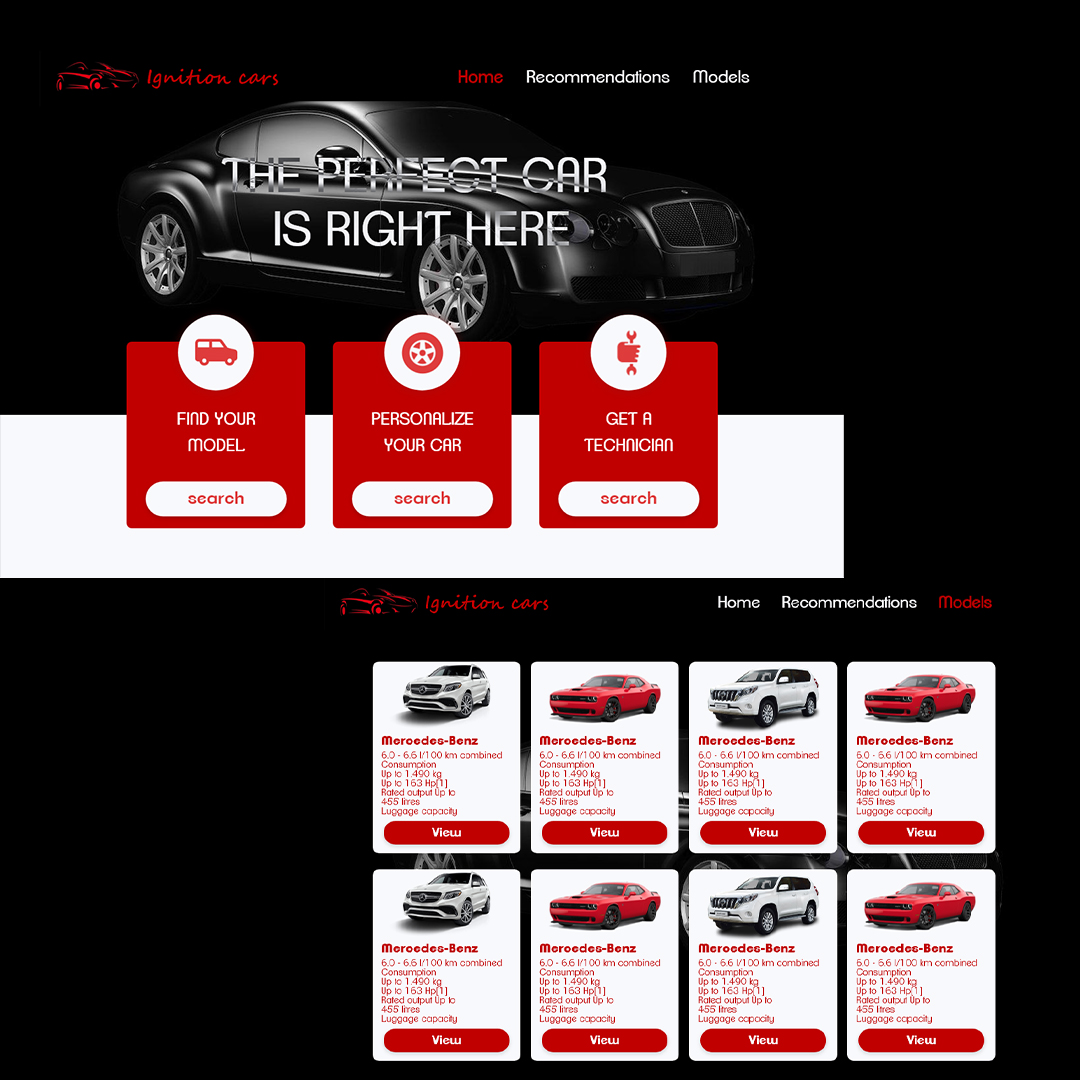 Ignition cars
Home Recommendations Models
THE PERFECT CAR
IS RIGHT HERE
FIND YOUR
MODEL
search
PERSONALIZE
YOUR CAR
search
GET A
TECHNICIAN
search
Ignition cars
Home Recommendations Models
Mercedes-Benz
6.0 - 6.6 l/100 km combined
Consumption
Up to 1.490 kg
Up to 163 Hp[1]
Rated output Up to
455 litres
Luggage capacity
View
Mercedes-Benz
6.0 - 6.6 l/100 km combined
Consumption
Up to 1.490 kg
Up to 163 Hp[1]
Rated output Up to
455 litres
Luggage capacity
View
Mercedes-Benz
6.0 - 6.6 l/100 km combined
Consumption
Up to 1.490 kg
Up to 163 Hp[1]
Rated output Up to
455 litres
Luggage capacity
View
Mercedes-Benz
6.0 - 6.6 l/100 km combined
Consumption
Up to 1.490 kg
Up to 163 Hp[1]
Rated output Up to
455 litres
Luggage capacity
View
Mercedes-Benz
6.0 - 6.6 l/100 km combined
Consumption
Up to 1.490 kg
Up to 163 Hp[1]
Rated output Up to
455 litres
Luggage capacity
View
Mercedes-Benz
6.0 - 6.6 l/100 km combined
Consumption
Up to 1.490 kg
Up to 163 Hp[1]
Rated output Up to
455 litres
Luggage capacity
View
Mercedes-Benz
6.0 - 6.6 l/100 km combined
Consumption
Up to 1.490 kg
Up to 163 Hp[1]
Rated output Up to
455 litres
Luggage capacity
View
Mercedes-Benz
6.0 - 6.6 l/100 km combined
Consumption
Up to 1.490 kg
Up to 163 Hp[1]
Rated output Up to
455 litres
Luggage capacity
View